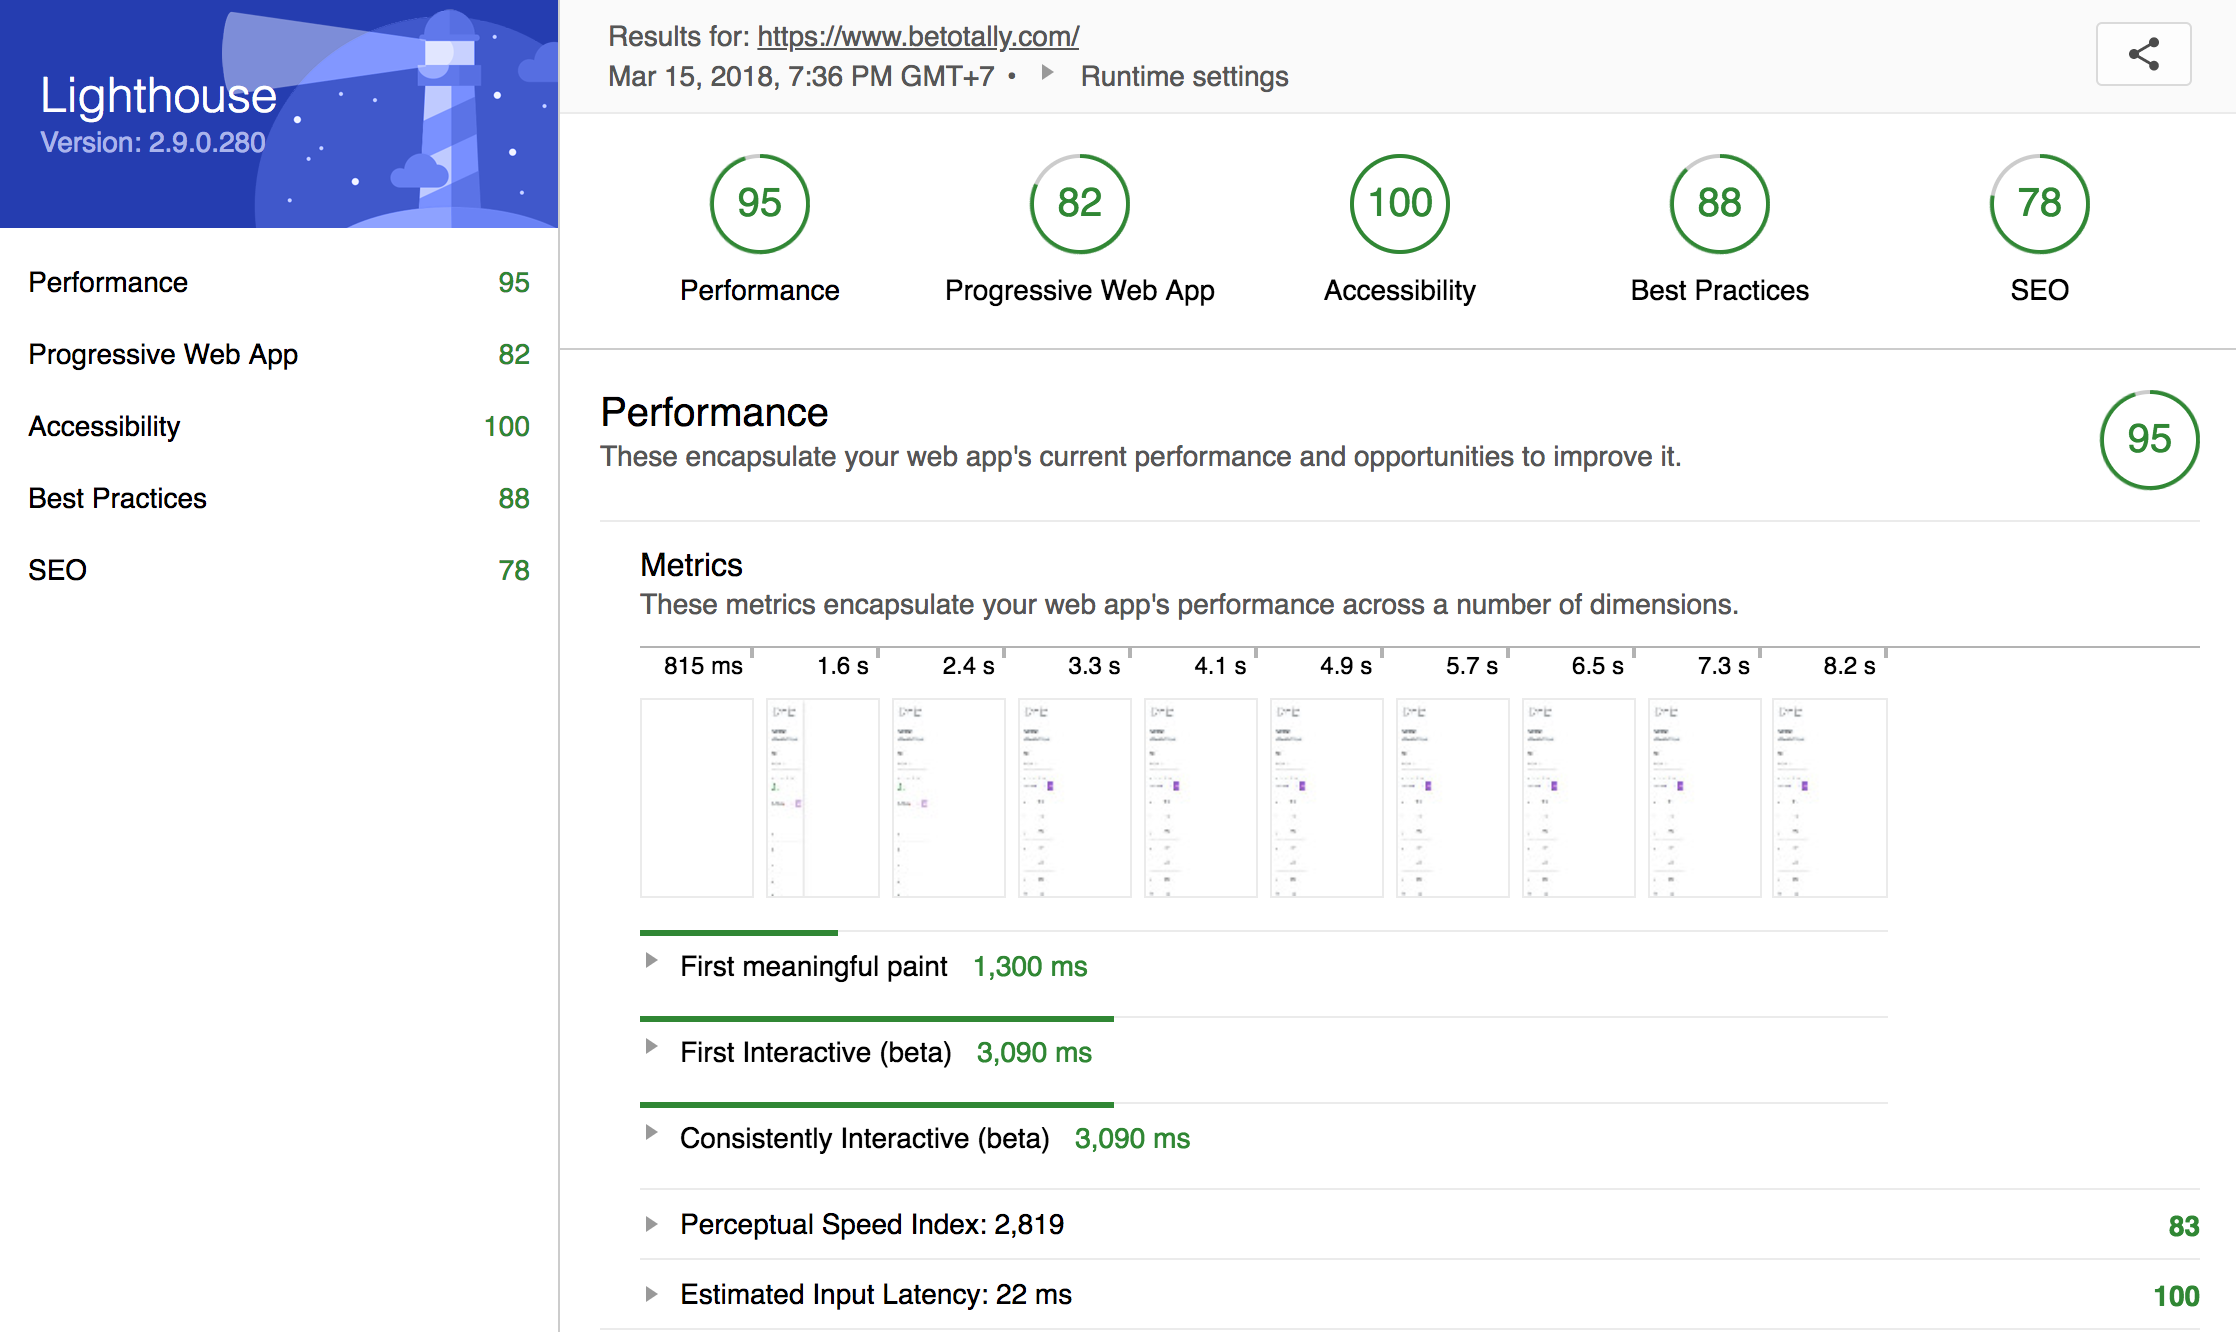 Lighthouse
Version: 2.9.0.280
Performance 95
Progressive Web App 82
Accessibility 100
Best Practices 88
SEO 78
Results for: https://www.betotally.com/
Mar 15, 2018, 7:36 PM GMT+7 • Runtime settings
95 82 100 88 78
Performance Progressive Web App Accessibility Best Practices SEO
Performance
These encapsulate your web app's current performance and opportunities to improve it.
95
Metrics
These metrics encapsulate your web app's performance across a number of dimensions.
815 ms 1.6 s 2.4 s 3.3 s 4.1 s 4.9 s 5.7 s 6.5 s 7.3 s 8.2 s
First meaningful paint 1,300 ms
First Interactive (beta) 3,090 ms
Consistently Interactive (beta) 3,090 ms
Perceptual Speed Index: 2,819 83
Estimated Input Latency: 22 ms 100